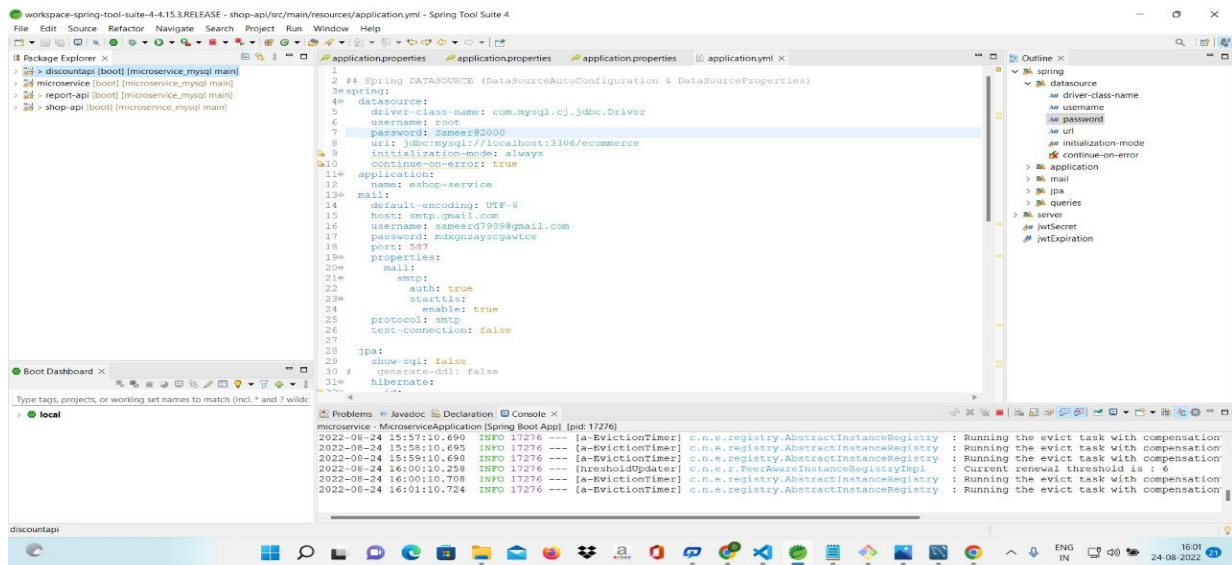 workspace-spring-tool-suite-4-4.15.3.RELEASE - shop-api/src/main/resources/application.yml - Spring Tool Suite 4
File Edit Source Refactor Navigate Search Project Run Window Help
Package Explorer
> discountapi [boot] [microservice_mysql main]
microservice [boot] [microservice_mysql main]
> report-api [boot] [microservice_mysql main]
> shop-api [boot] [microservice_mysql main]
Boot Dashboard
Type tags, projects, or working set names to match (incl. * and ? wildc
local
application.properties application.properties application.properties application.yml
1
2 ## Spring DATASOURCE (DataSourceAutoConfiguration & DataSourceProperties)
3 spring:
4 datasource:
5 driver-class-name: com.mysql.cj.jdbc.Driver
6 username: root
7 password: Sameer@2000
8 url: jdbc:mysql://localhost:3306/ecommerce
9 initialization-mode: always
10 continue-on-error: true
11 application:
12 name: eshop-service
13 mail:
14 default-encoding: UTF-8
15 host: smtp.gmail.com
16 username: sameerd7989@gmail.com
17 password: mdxgnzayscgawtce
18 port: 587
19 properties:
20 mail:
21 smtp:
22 auth: true
23 starttls:
24 enable: true
25 protocol: smtp
26 test-connection: false
27
28 jpa:
29 show-sql: false
30 # generate-ddl: false
31 hibernate:
Outline
spring
datasource
driver-class-name
username
password
url
initialization-mode
continue-on-error
application
mail
jpa
queries
server
jwtSecret
jwtExpiration
Problems Javadoc Declaration Console
microservice - MicroserviceApplication [Spring Boot App] [pid: 17276]
2022-08-24 15:57:10.690 INFO 17276 --- [a-EvictionTimer] c.n.e.registry.AbstractInstanceRegistry : Running the evict task with compensation
2022-08-24 15:58:10.695 INFO 17276 --- [a-EvictionTimer] c.n.e.registry.AbstractInstanceRegistry : Running the evict task with compensation
2022-08-24 15:59:10.698 INFO 17276 --- [a-EvictionTimer] c.n.e.registry.AbstractInstanceRegistry : Running the evict task with compensation
2022-08-24 16:00:10.258 INFO 17276 --- [hresholdUpdater] c.n.e.r.PeerAwareInstanceRegistryImpl : Current renewal threshold is : 6
2022-08-24 16:00:10.708 INFO 17276 --- [a-EvictionTimer] c.n.e.registry.AbstractInstanceRegistry : Running the evict task with compensation
2022-08-24 16:01:10.724 INFO 17276 --- [a-EvictionTimer] c.n.e.registry.AbstractInstanceRegistry : Running the evict task with compensation
discountapi
ENG
IN
16:01
24-08-2022
21